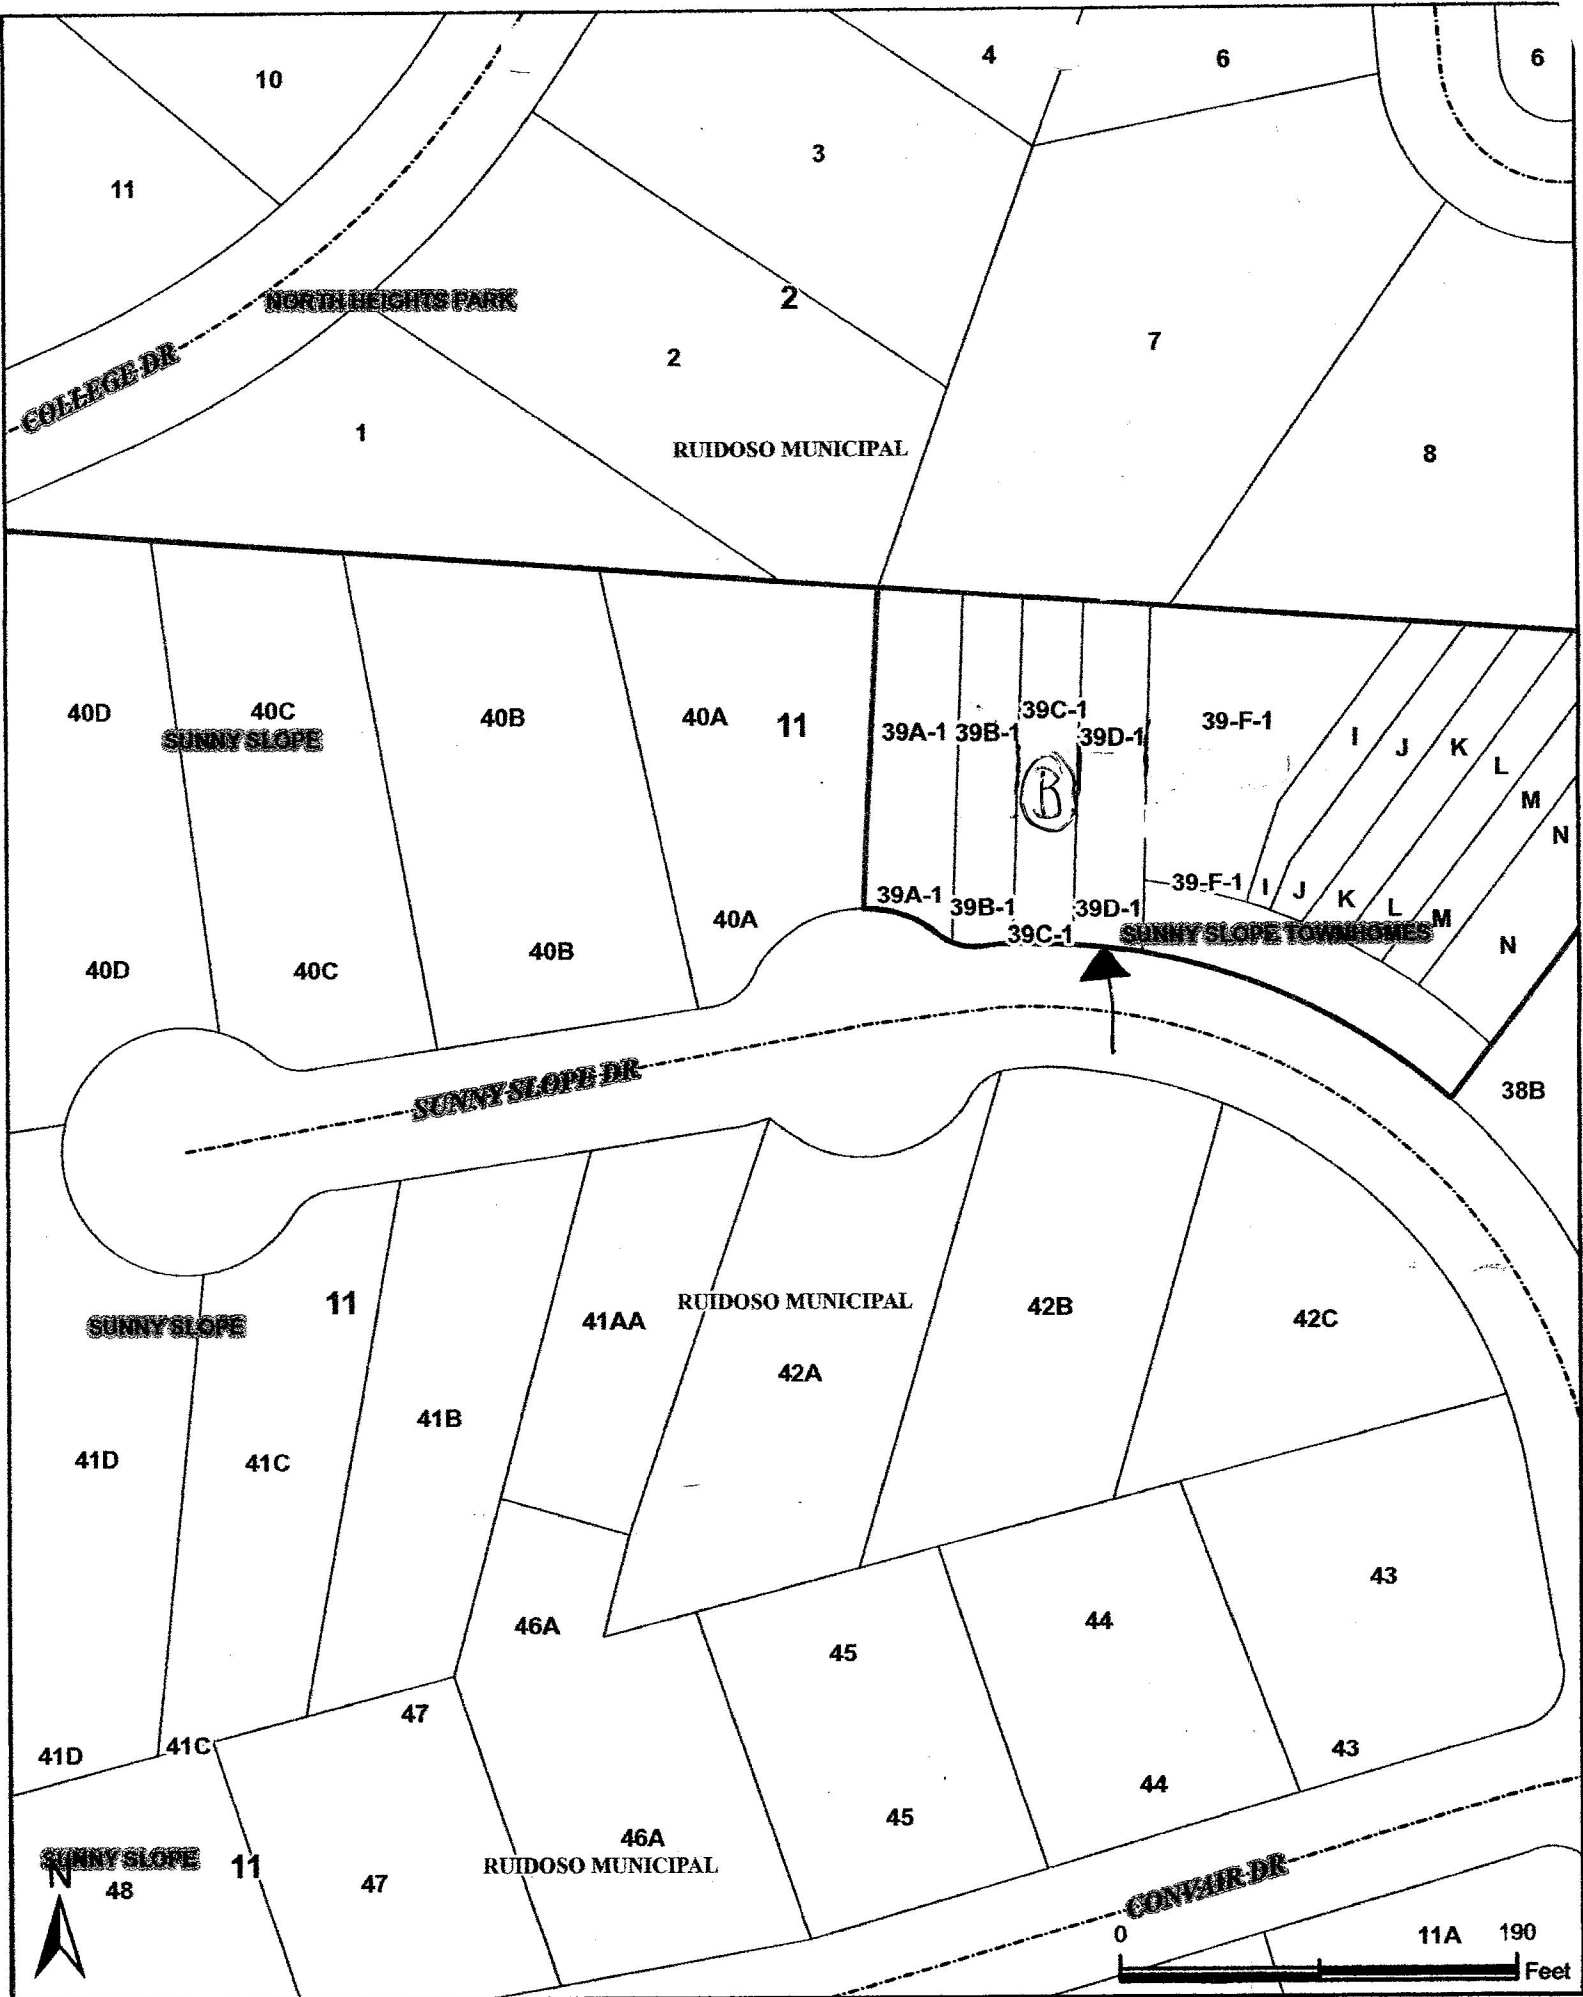 4
6
6
10
3
11
NORTH HEIGHTS PARK
2
7
COLLEGE DR
2
1
RUIDOSO MUNICIPAL
8
40D
40C
40B
40A
11
39A-1
39B-1
39C-1
39D-1
39-F-1
I
J
K
L
M
N
SUNNY SLOPE
B
39A-1
39B-1
39C-1
39D-1
39-F-1
I
J
K
L
M
N
SUNNY SLOPE TOWNHOMES
40D
40C
40B
40A
SUNNY SLOPE DR
38B
11
SUNNY SLOPE
41AA
RUIDOSO MUNICIPAL
42A
42B
42C
41D
41C
41B
46A
45
44
43
47
41D
41C
43
44
45
46A
RUIDOSO MUNICIPAL
SUNNY SLOPE
11
47
N
48
CONVAIR DR
0
11A
190
Feet